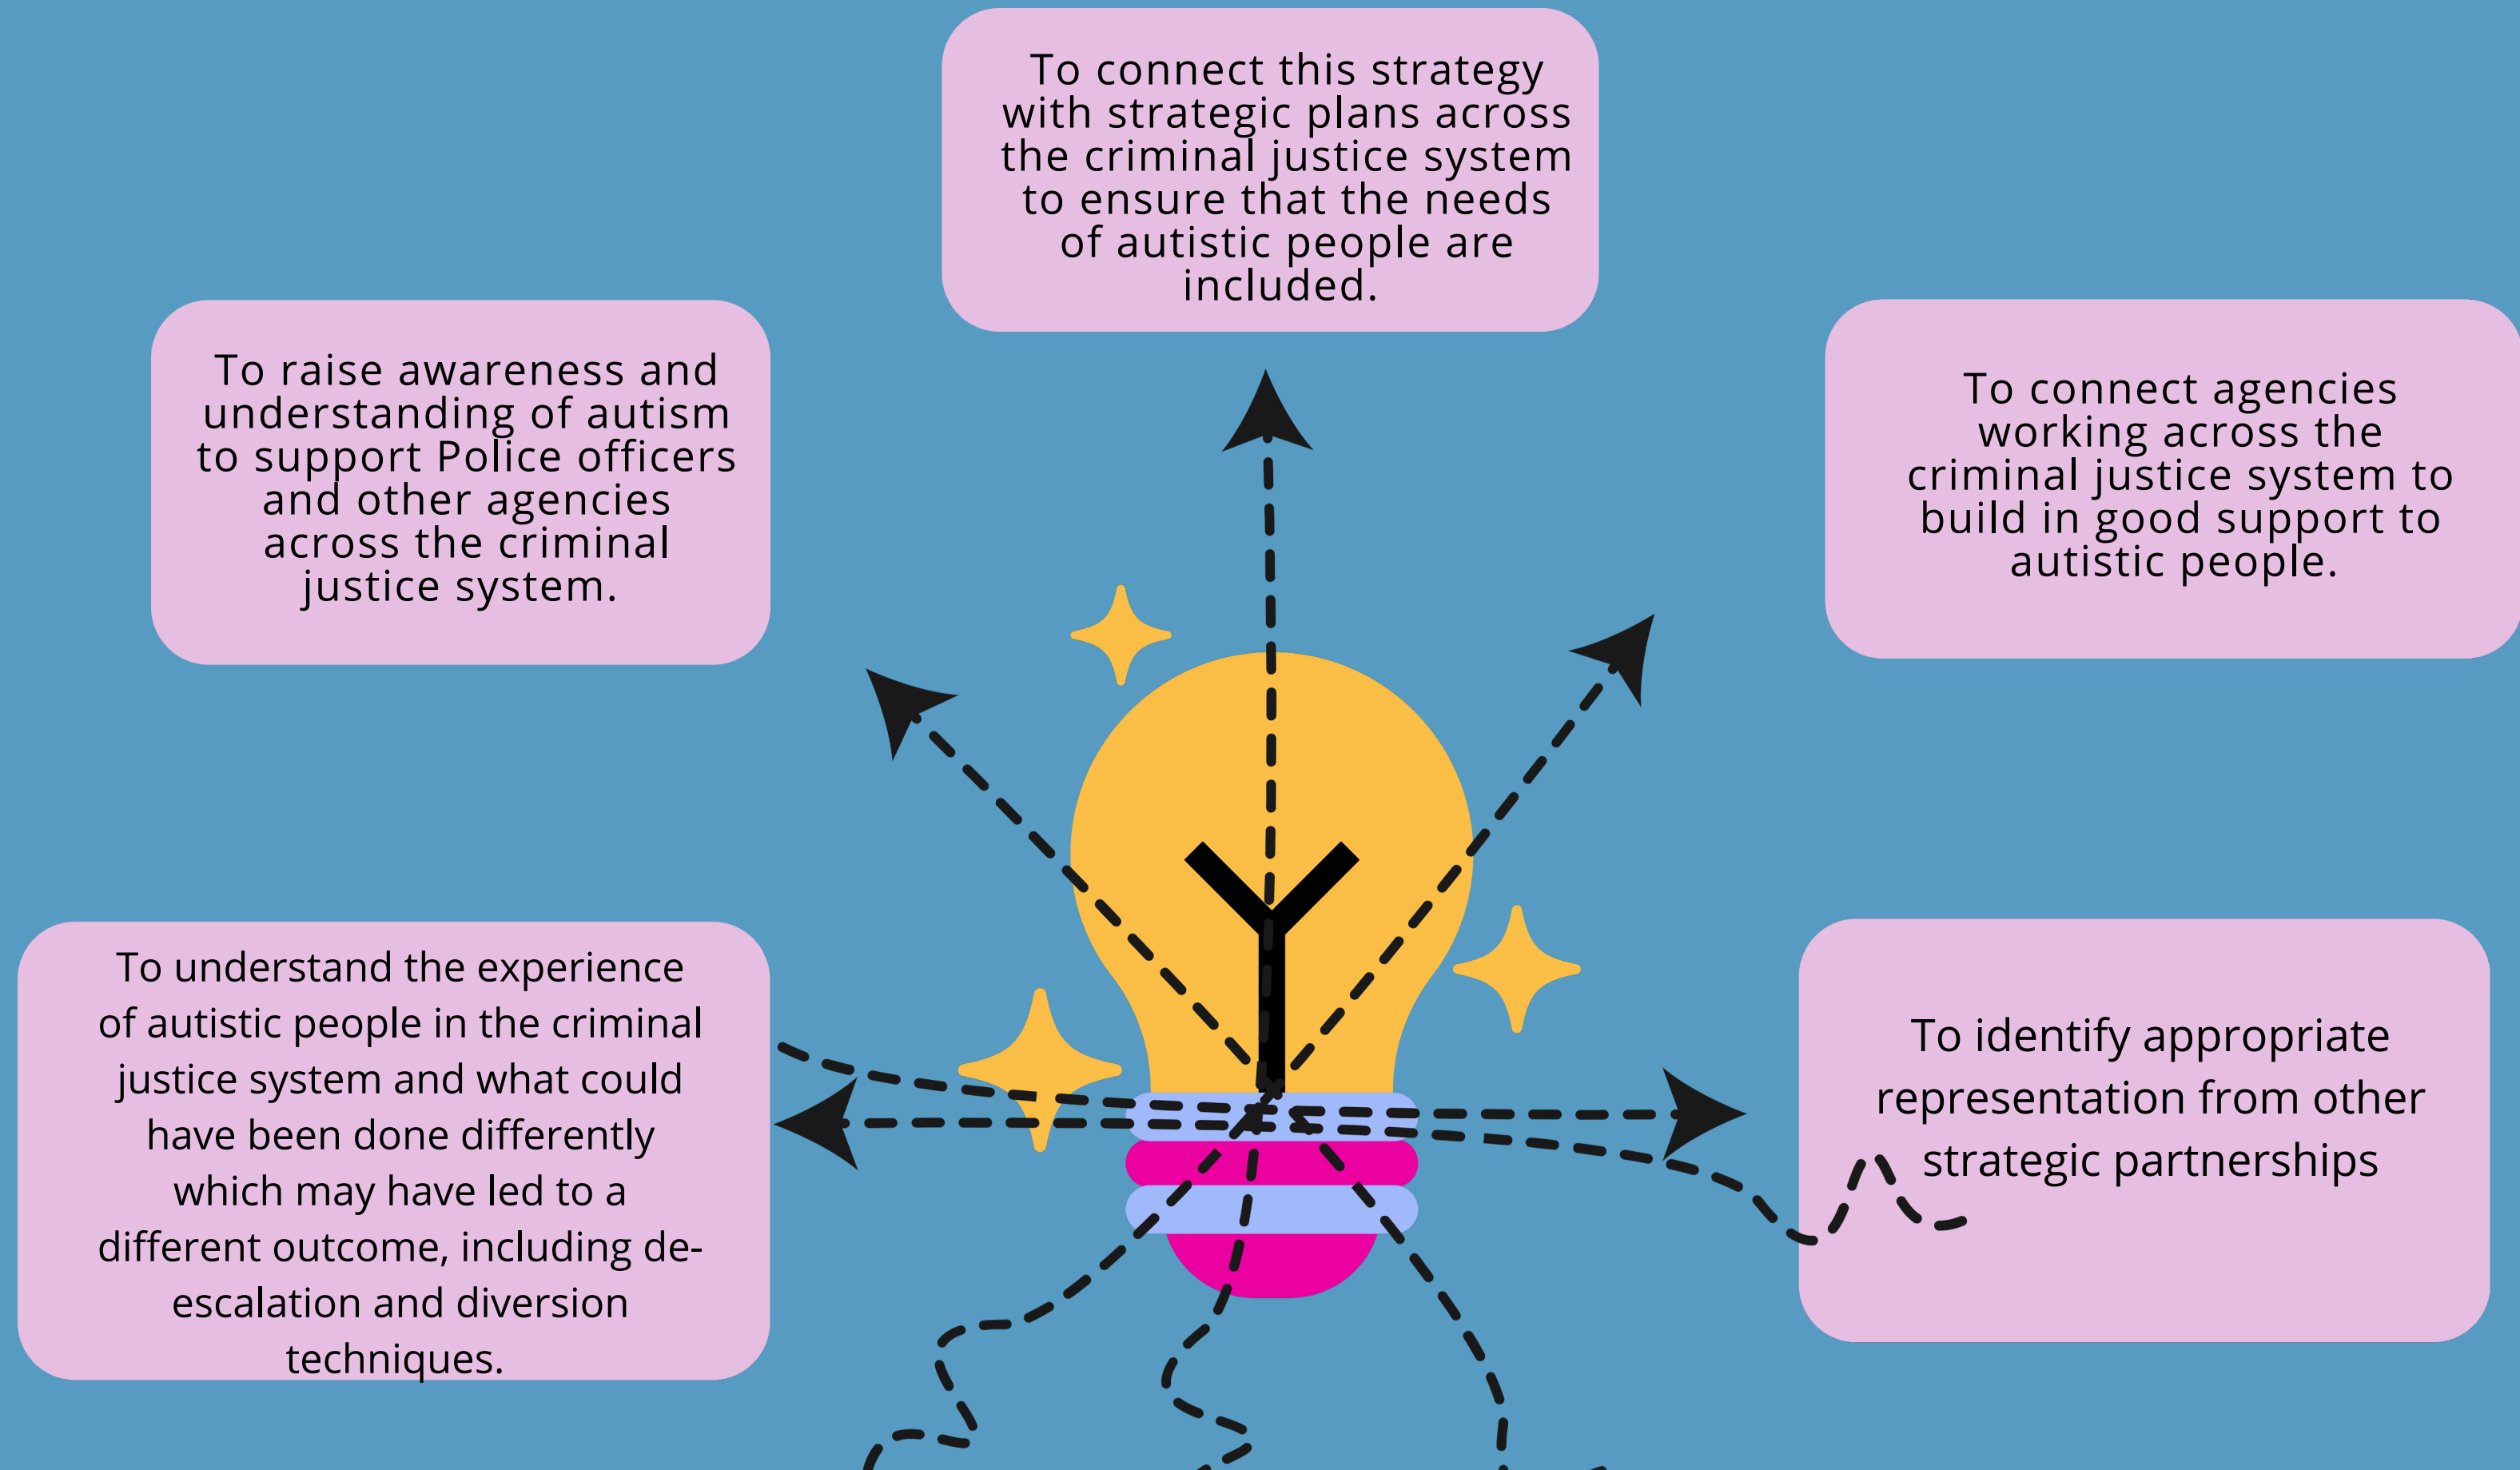 To connect this strategy
with strategic plans across
the criminal justice system
to ensure that the needs
of autistic people are
included.
To raise awareness and
understanding of autism
to support Police officers
and other agencies
across the criminal
justice system.
To connect agencies
working across the
criminal justice system to
build in good support to
autistic people.
To understand the experience
of autistic people in the criminal
justice system and what could
have been done differently
which may have led to a
different outcome, including de-
escalation and diversion
techniques.
To identify appropriate
representation from other
strategic partnerships